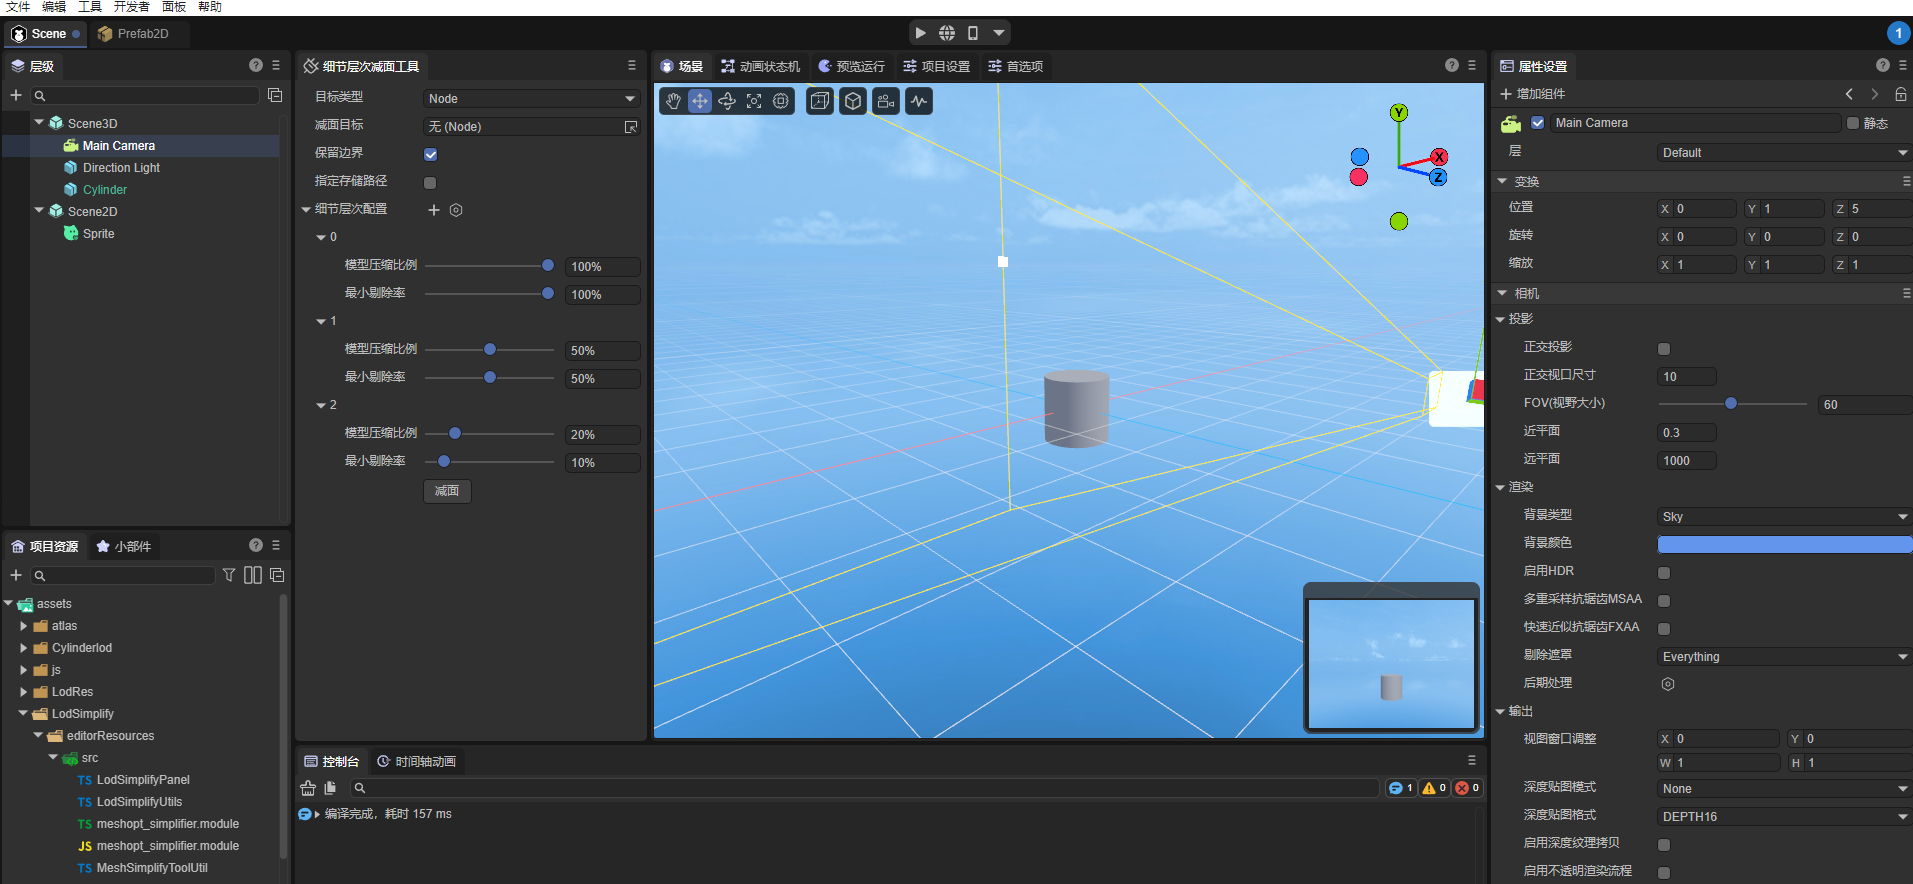 文件 编辑 工具 开发者 面板 帮助
Scene
Prefab2D
1
层级
Scene3D
Main Camera
Direction Light
Cylinder
Scene2D
Sprite
细节层次减面工具
目标类型 Node
减面目标 无 (Node)
保留边界
指定存储路径
细节层次配置
0
模型压缩比例 100%
最小剔除率 100%
1
模型压缩比例 50%
最小剔除率 50%
2
模型压缩比例 20%
最小剔除率 10%
减面
场景 动画状态机 预览运行 项目设置 首选项
Y
X
Z
项目资源 小部件
assets
atlas
Cylinderlod
js
LodRes
LodSimplify
editorResources
src
TS LodSimplifyPanel
TS LodSimplifyUtils
TS meshopt_simplifier.module
JS meshopt_simplifier.module
TS MeshSimplifyToolUtil
控制台 时间轴动画
1 0 0
编译完成，耗时 157 ms
属性设置
增加组件
Main Camera 静态
层 Default
变换
位置 X 0 Y 1 Z 5
旋转 X 0 Y 0 Z 0
缩放 X 1 Y 1 Z 1
相机
投影
正交投影
正交视口尺寸 10
FOV(视野大小) 60
近平面 0.3
远平面 1000
渲染
背景类型 Sky
背景颜色
启用HDR
多重采样抗锯齿MSAA
快速近似抗锯齿FXAA
剔除遮罩 Everything
后期处理
输出
视图窗口调整 X 0 Y 0
W 1 H 1
深度贴图模式 None
深度贴图格式 DEPTH16
启用深度纹理拷贝
启用不透明渲染流程